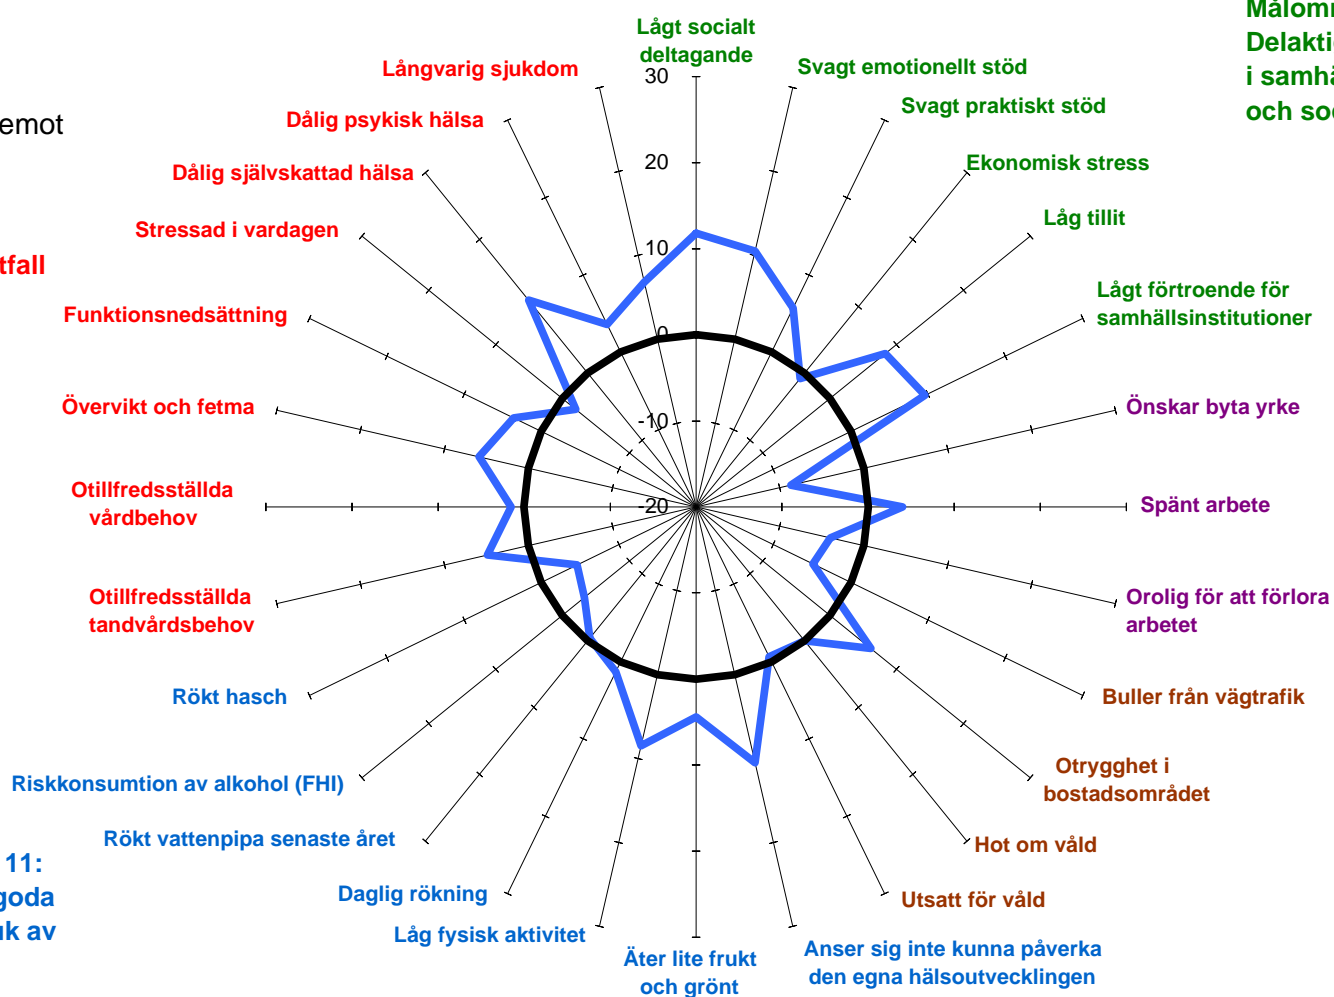 Målomr
Delakti
i samhä
och soc
Lågt socialt
deltagande
Svagt emotionellt stöd
Svagt praktiskt stöd
Ekonomisk stress
Låg tillit
Lågt förtroende för
samhällsinstitutioner
Önskar byta yrke
Spänt arbete
Orolig för att förlora
arbetet
Buller från vägtrafik
Otrygghet i
bostadsområdet
Hot om våld
Utsatt för våld
Anser sig inte kunna påverka
den egna hälsoutvecklingen
Äter lite frukt
och grönt
Låg fysisk aktivitet
Daglig rökning
Rökt vattenpipa senaste året
Riskkonsumtion av alkohol (FHI)
Rökt hasch
Otillfredsställda
tandvårdsbehov
Otillfredsställda
vårdbehov
Övervikt och fetma
Funktionsnedsättning
Stressad i vardagen
Dålig självskattad hälsa
Dålig psykisk hälsa
Långvarig sjukdom
30
20
10
0
-10
-20
emot
tfall
11:
goda
uk av